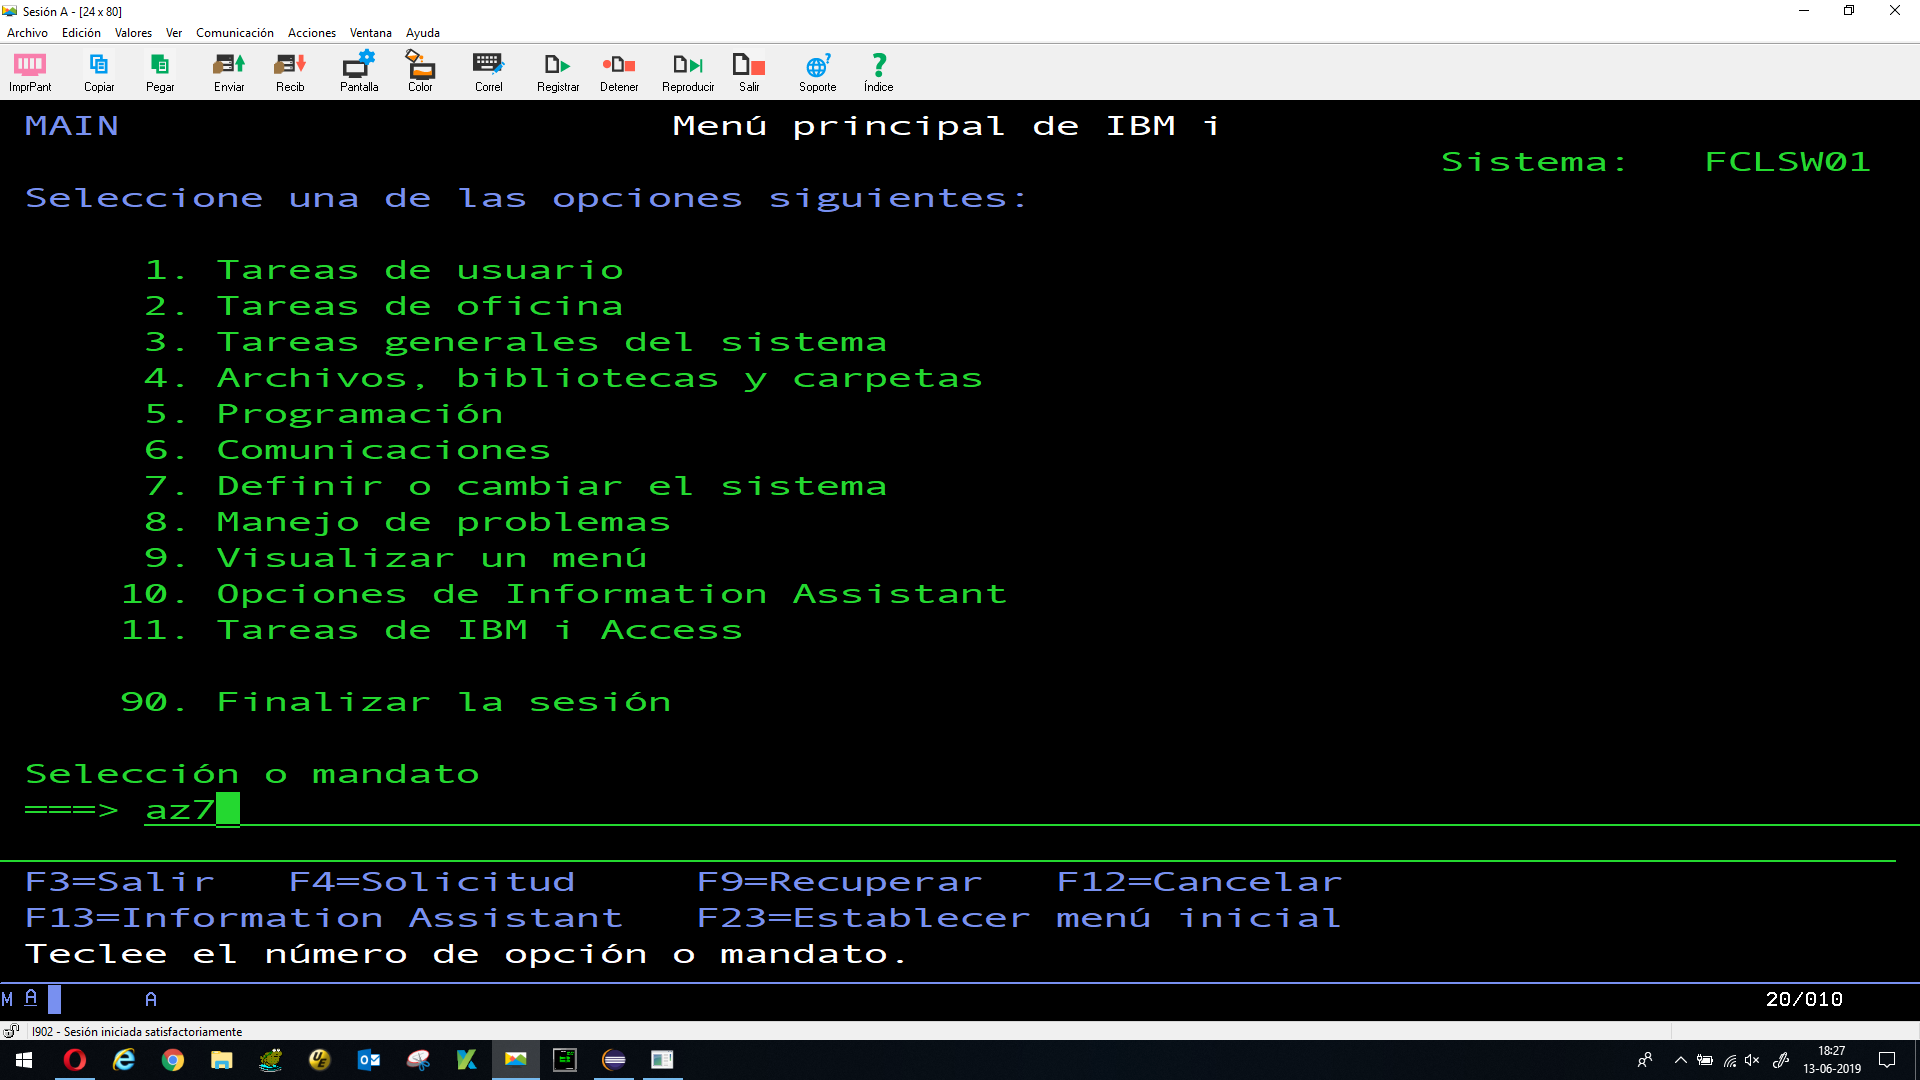 Sesión A - [24 x 80]
Archivo Edición Valores Ver Comunicación Acciones Ventana Ayuda
ImprPant Copiar Pegar Enviar Recib Pantalla Color Correl Registrar Detener Reproducir Salir Soporte Índice
MAIN Menú principal de IBM i
Sistema: FCLSW01
Seleccione una de las opciones siguientes:
1. Tareas de usuario
2. Tareas de oficina
3. Tareas generales del sistema
4. Archivos, bibliotecas y carpetas
5. Programación
6. Comunicaciones
7. Definir o cambiar el sistema
8. Manejo de problemas
9. Visualizar un menú
10. Opciones de Information Assistant
11. Tareas de IBM i Access
90. Finalizar la sesión
Selección o mandato
===> az7
F3=Salir F4=Solicitud F9=Recuperar F12=Cancelar
F13=Information Assistant F23=Establecer menú inicial
Teclee el número de opción o mandato.
M A A 20/010
I902 - Sesión iniciada satisfactoriamente
18:27
13-06-2019